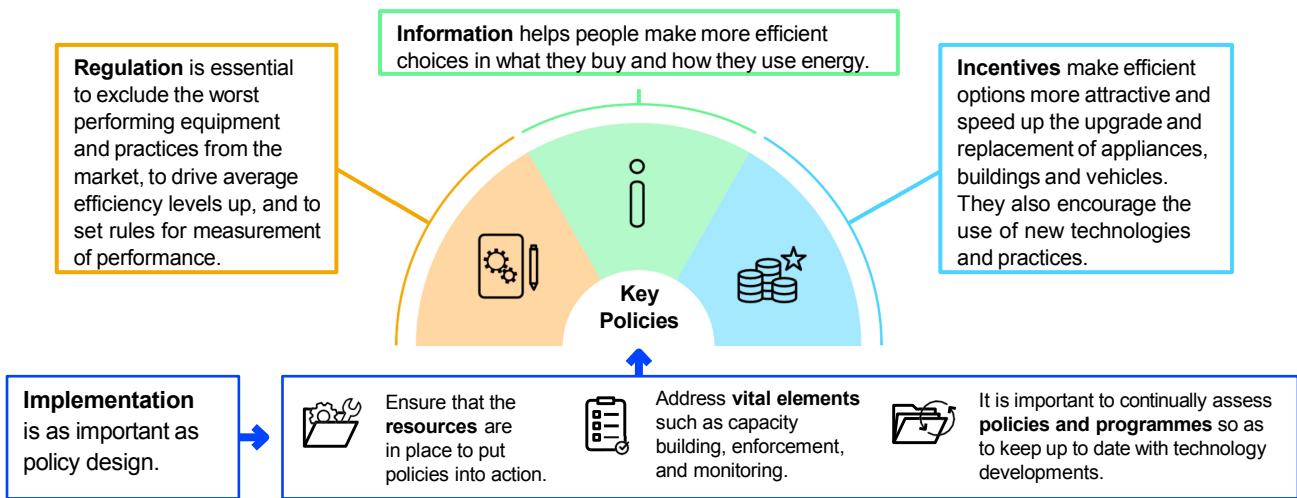 Information helps people make more efficient
choices in what they buy and how they use energy.
Regulation is essential
to exclude the worst
performing equipment
and practices from the
market, to drive average
efficiency levels up, and to
set rules for measurement
of performance.
Incentives make efficient
options more attractive and
speed up the upgrade and
replacement of appliances,
buildings and vehicles.
They also encourage the
use of new technologies
and practices.
Key
Policies
Implementation
is as important as
policy design.
Ensure that the
resources are
in place to put
policies into action.
Address vital elements
such as capacity
building, enforcement,
and monitoring.
It is important to continually assess
policies and programmes so as
to keep up to date with technology
developments.